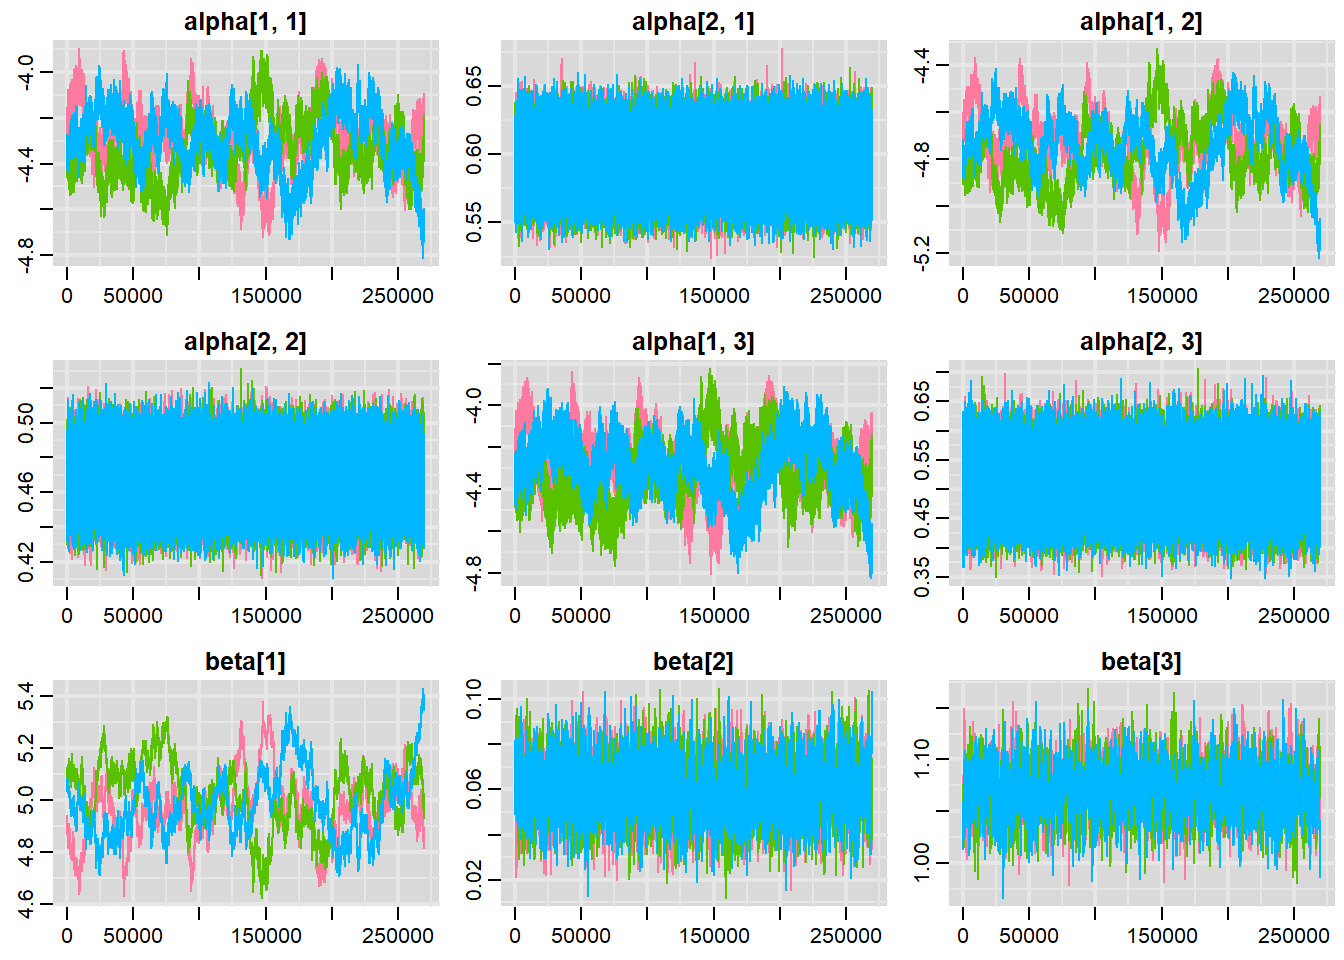 alpha[1, 1]
-4.0
-4.4
-4.8
0 50000 150000 250000
alpha[2, 1]
0.65
0.60
0.55
0 50000 150000 250000
alpha[1, 2]
-4.4
-4.8
-5.2
0 50000 150000 250000
alpha[2, 2]
0.50
0.46
0.42
0 50000 150000 250000
alpha[1, 3]
-4.0
-4.4
-4.8
0 50000 150000 250000
alpha[2, 3]
0.65
0.55
0.45
0.35
0 50000 150000 250000
beta[1]
5.4
5.2
5.0
4.8
4.6
0 50000 150000 250000
beta[2]
0.10
0.06
0.02
0 50000 150000 250000
beta[3]
1.10
1.00
0 50000 150000 250000